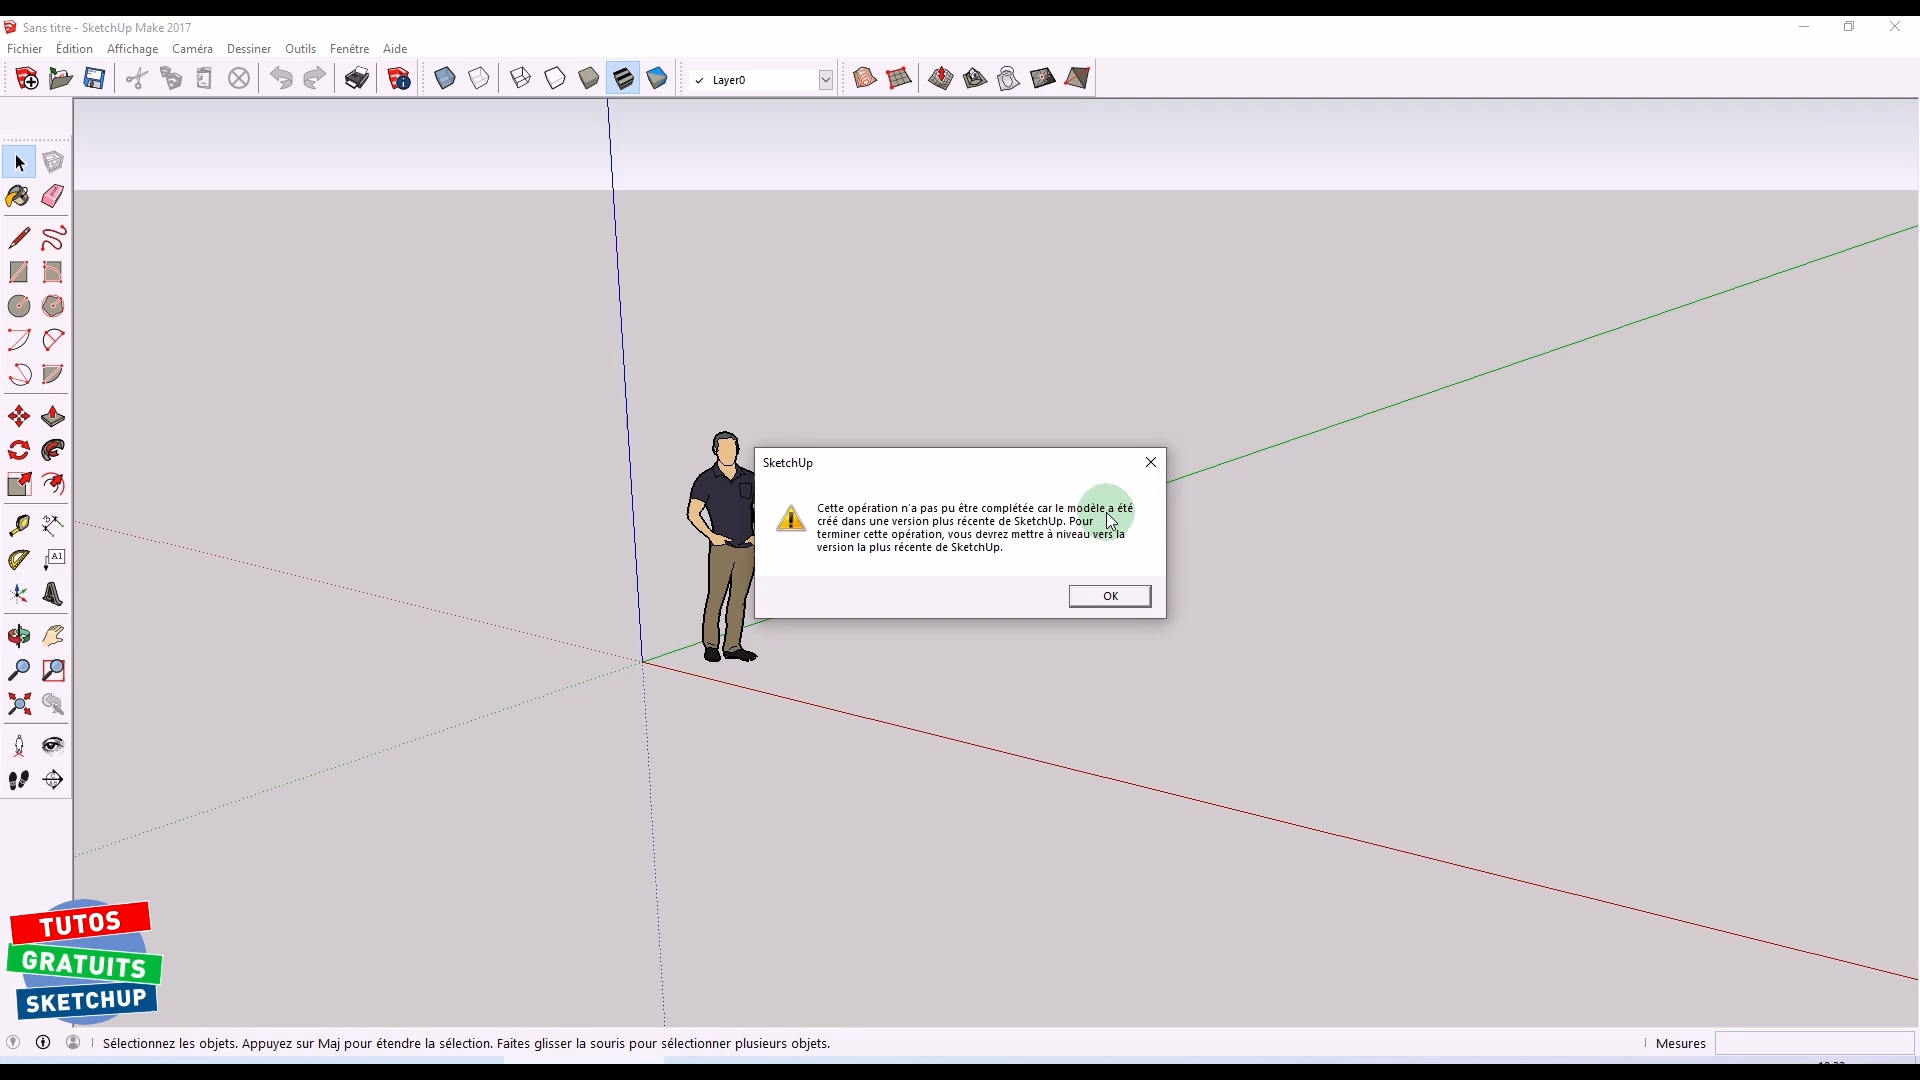 Sans titre - SketchUp Make 2017
Fichier Édition Affichage Caméra Dessiner Outils Fenêtre Aide
Layer0
A1
SketchUp
Cette opération n'a pas pu être complétée car le modèle a été
créé dans une version plus récente de SketchUp. Pour
terminer cette opération, vous devrez mettre à niveau vers la
version la plus récente de SketchUp.
OK
TUTOS
GRATUITS
SKETCHUP
Sélectionnez les objets. Appuyez sur Maj pour étendre la sélection. Faites glisser la souris pour sélectionner plusieurs objets.
Mesures